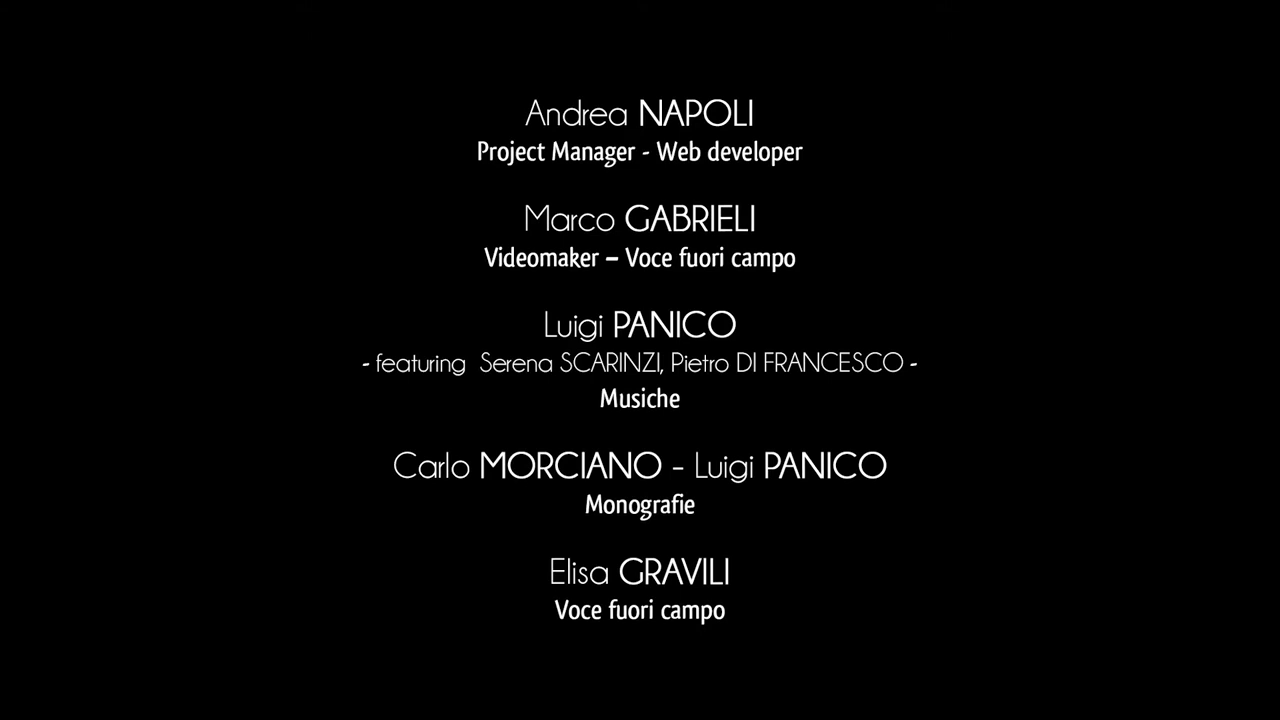 Andrea NAPOLI
Project Manager - Web developer
Marco GABRIELI
Videomaker – Voce fuori campo
Luigi PANICO
- featuring  Serena SCARINZI, Pietro DI FRANCESCO -
Musiche
Carlo MORCIANO - Luigi PANICO
Monografie
Elisa GRAVILI
Voce fuori campo